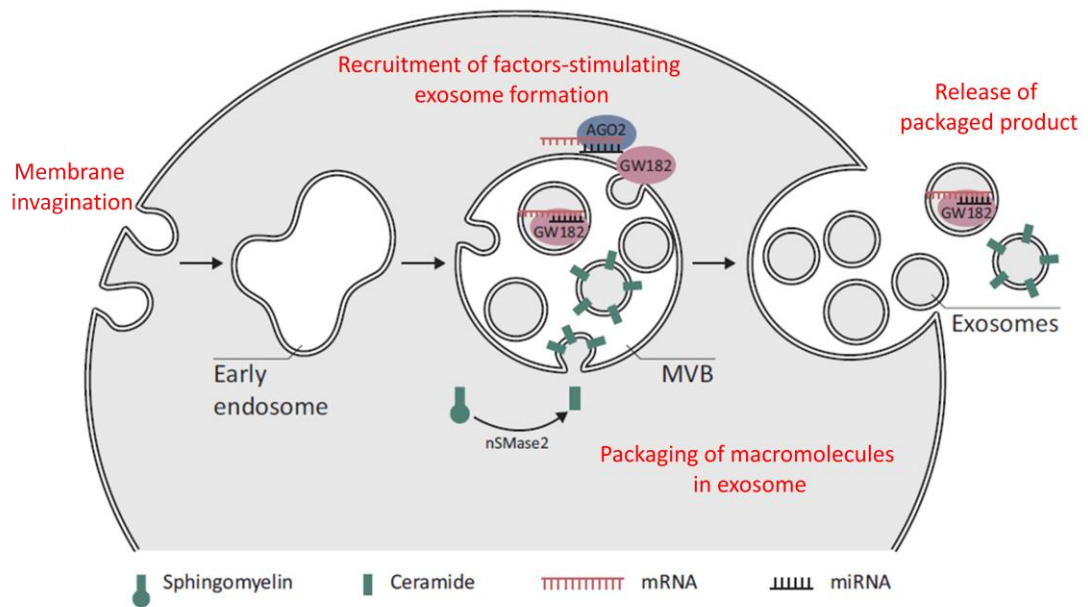 Recruitment of factors-stimulating
exosome formation
Release of
packaged product
Membrane
invagination
AGO2
GW182
GW182
GW182
Exosomes
Early
endosome
MVB
nSMase2
Packaging of macromolecules
in exosome
Sphingomyelin
Ceramide
mRNA
miRNA